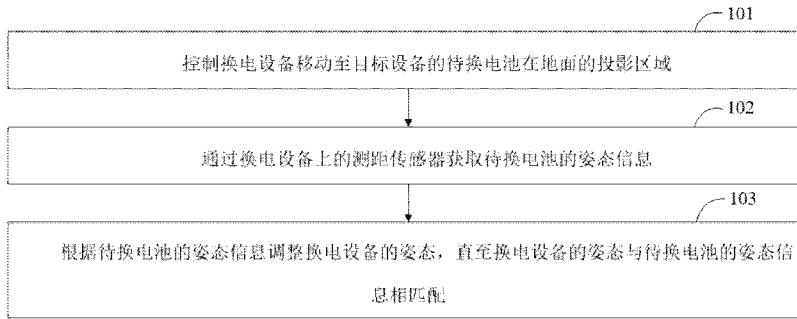 101
控制换电设备移动至目标设备的待换电池在地面的投影区域
102
通过换电设备上的测距传感器获取待换电池的姿态信息
103
根据待换电池的姿态信息调整换电设备的姿态，直至换电设备的姿态与待换电池的姿态信
息相匹配